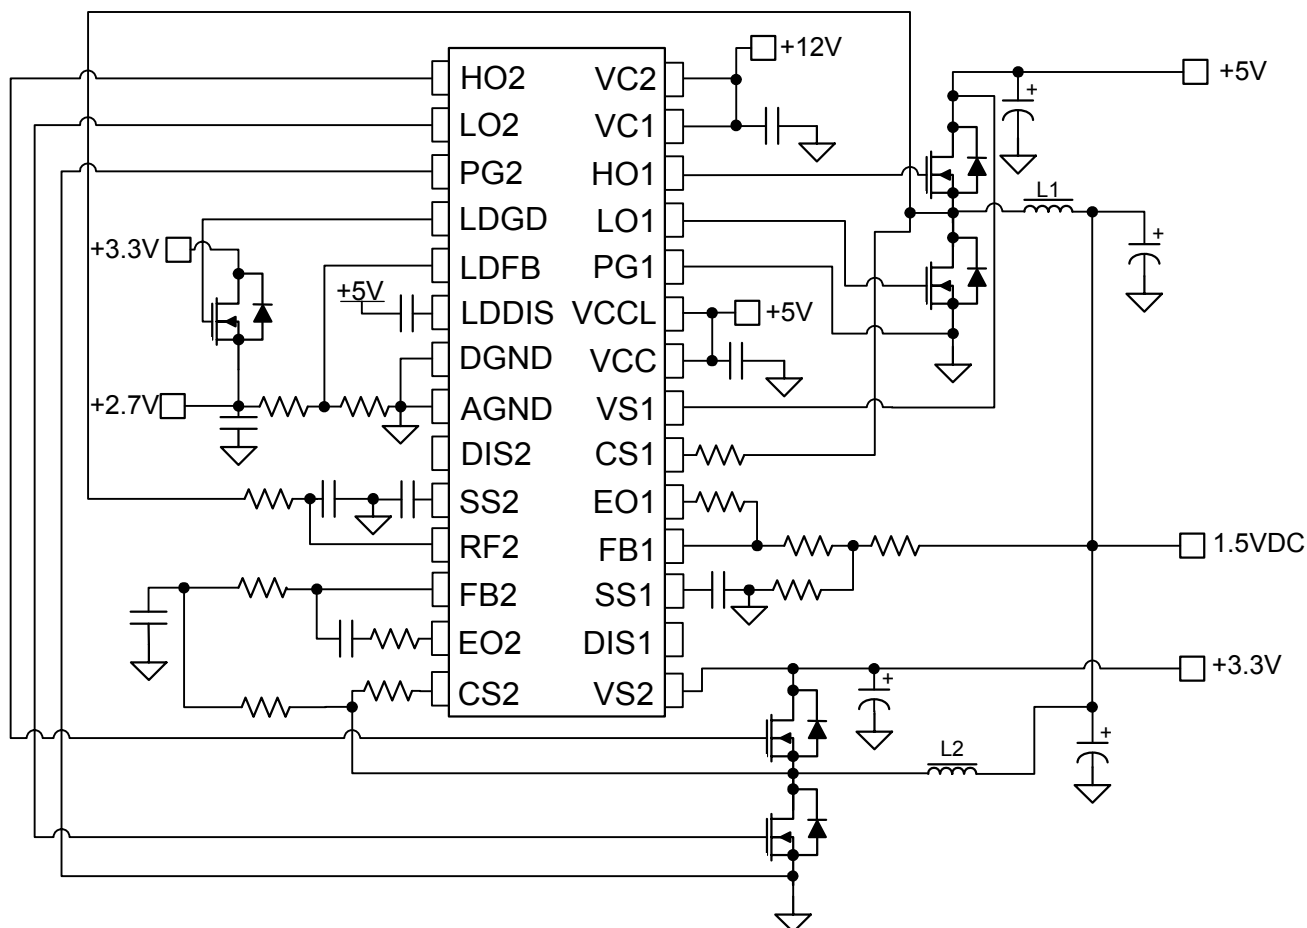 +12V
HO2 VC2
+5V
LO2 VC1
PG2 HO1
L1
LDGD LO1
+3.3V
LDFB PG1
+5V
LDDIS VCCL +5V
DGND VCC
+2.7V
AGND VS1
DIS2 CS1
SS2 EO1
RF2 FB1 1.5VDC
FB2 SS1
EO2 DIS1
+3.3V
CS2 VS2
L2